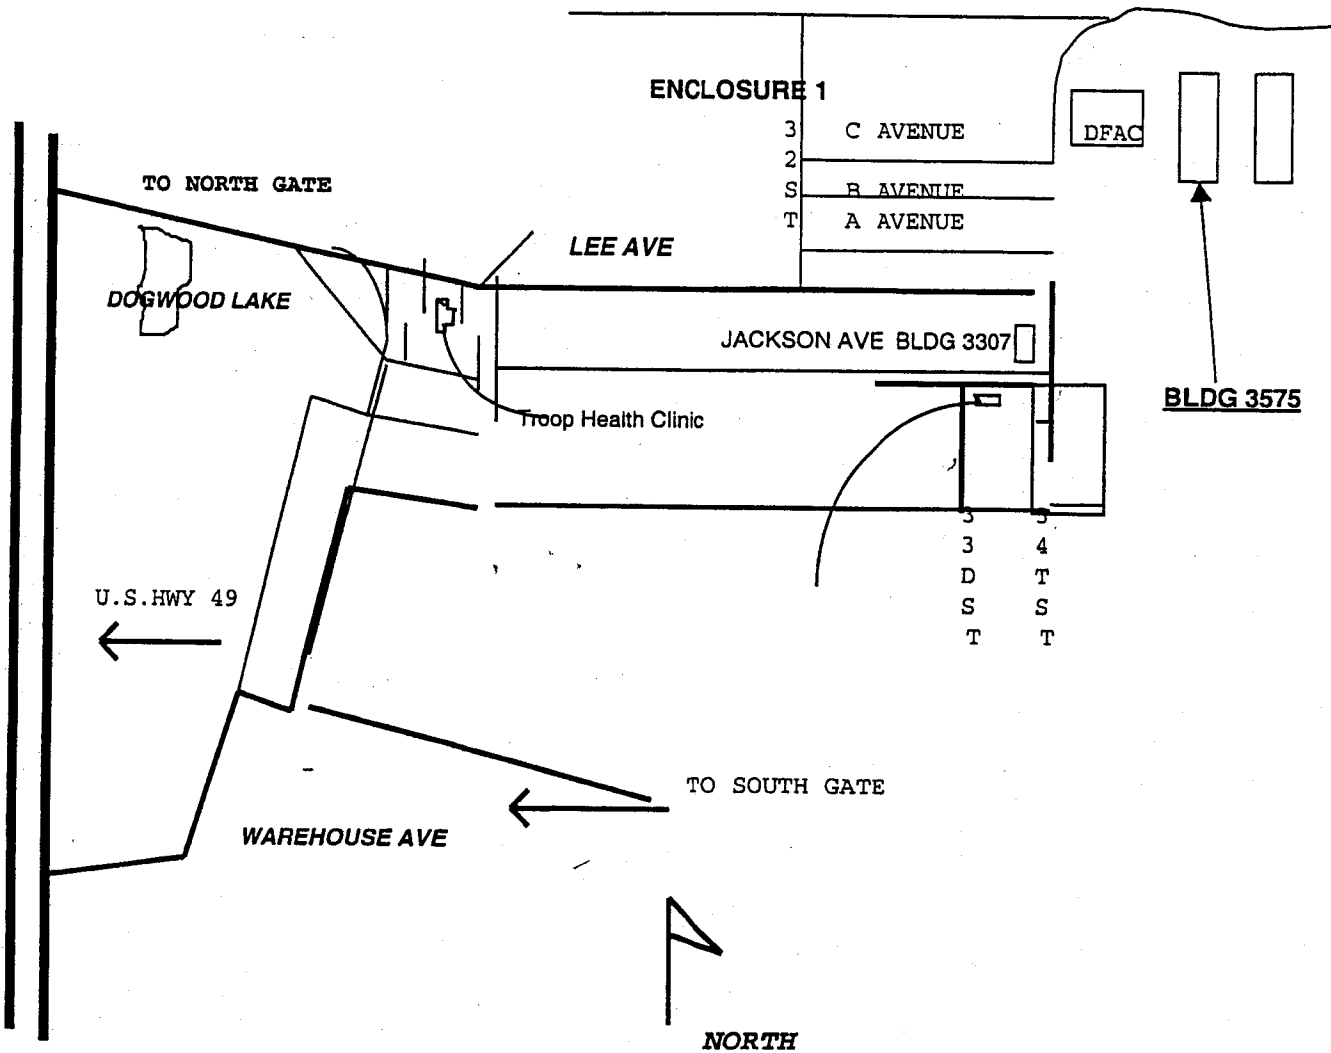 ENCLOSURE 1
3 2 S T
C AVENUE
B AVENUE
A AVENUE
DFAC
TO NORTH GATE
LEE AVE
DOGWOOD LAKE
JACKSON AVE BLDG 3307
BLDG 3575
Troop Health Clinic
3 3 D S T
3 4 T S T
U.S.HWY 49
TO SOUTH GATE
WAREHOUSE AVE
NORTH